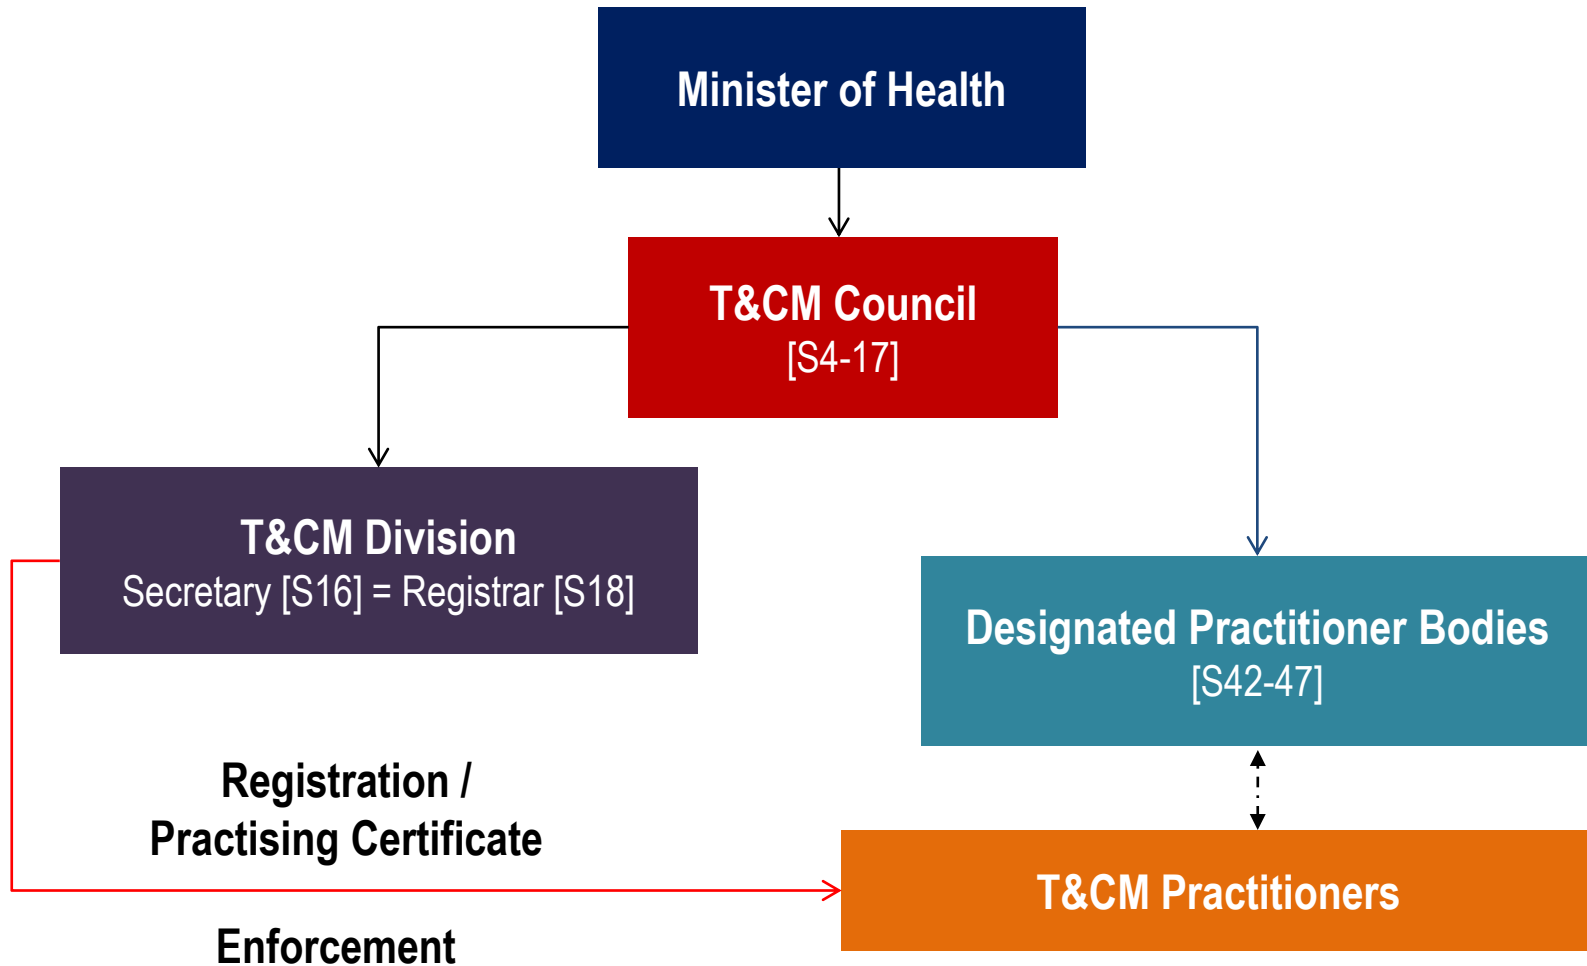 Minister of Health
T&CM Council
[S4-17]
T&CM Division
Secretary [S16] = Registrar [S18]
Designated Practitioner Bodies
[S42-47]
Registration /
Practising Certificate
T&CM Practitioners
Enforcement